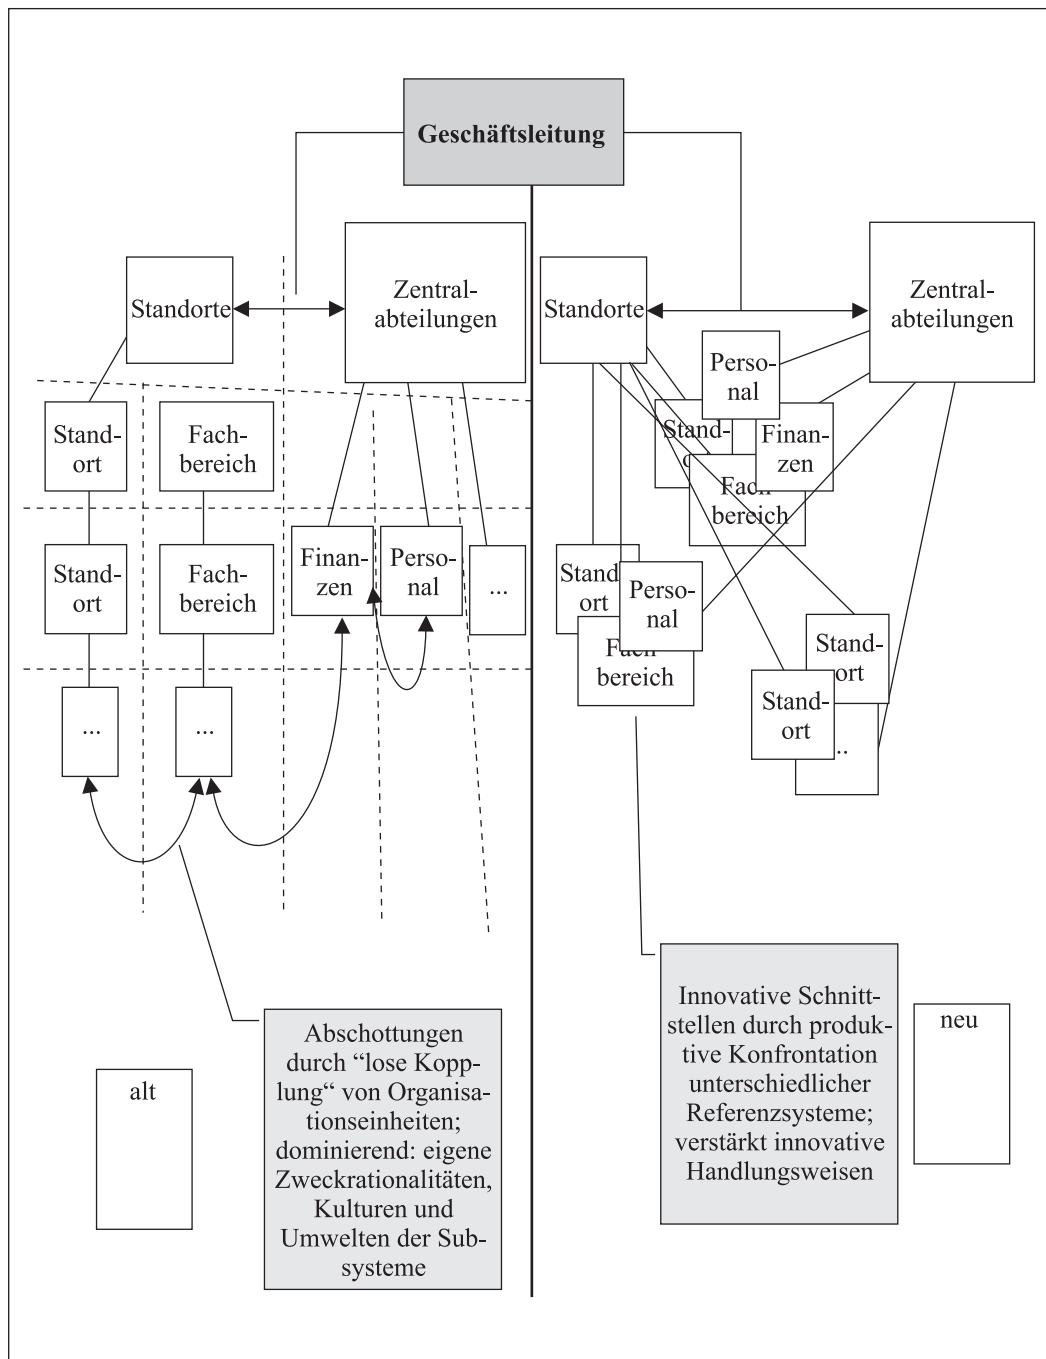 Geschäftsleitung
Standorte
Zentral-
abteilungen
Stand-
ort
Fach-
bereich
Stand-
ort
Fach-
bereich
Finan-
zen
Perso-
nal
...
...
...
Abschottungen
durch “lose Kopp-
lung“ von Organisa-
tionseinheiten;
dominierend: eigene
Zweckrationalitäten,
Kulturen und
Umwelten der Sub-
systeme
alt
Standorte
Zentral-
abteilungen
Perso-
nal
Stand-
Finan-
zen
Fach
bereich
Stand
ort
Perso-
nal
Fach
bereich
Stand-
ort
Stand-
ort
..
Innovative Schnitt-
stellen durch produk-
tive Konfrontation
unterschiedlicher
Referenzsysteme;
verstärkt innovative
Handlungsweisen
neu